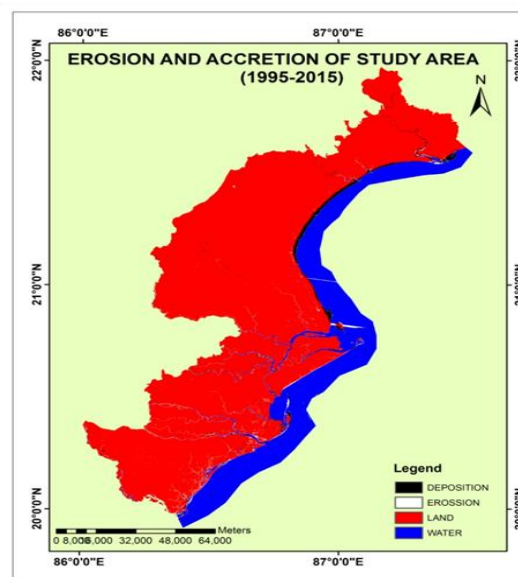 86°0'0"E 87°0'0"E
22°0'0"N
EROSION AND ACCRETION OF STUDY AREA
(1995-2015)
N
21°0'0"N
20°0'0"N
Legend
DEPOSITION
EROSSION
LAND
WATER
Meters
0 8,00016,000 32,000 48,000 64,000
86°0'0"E 87°0'0"E